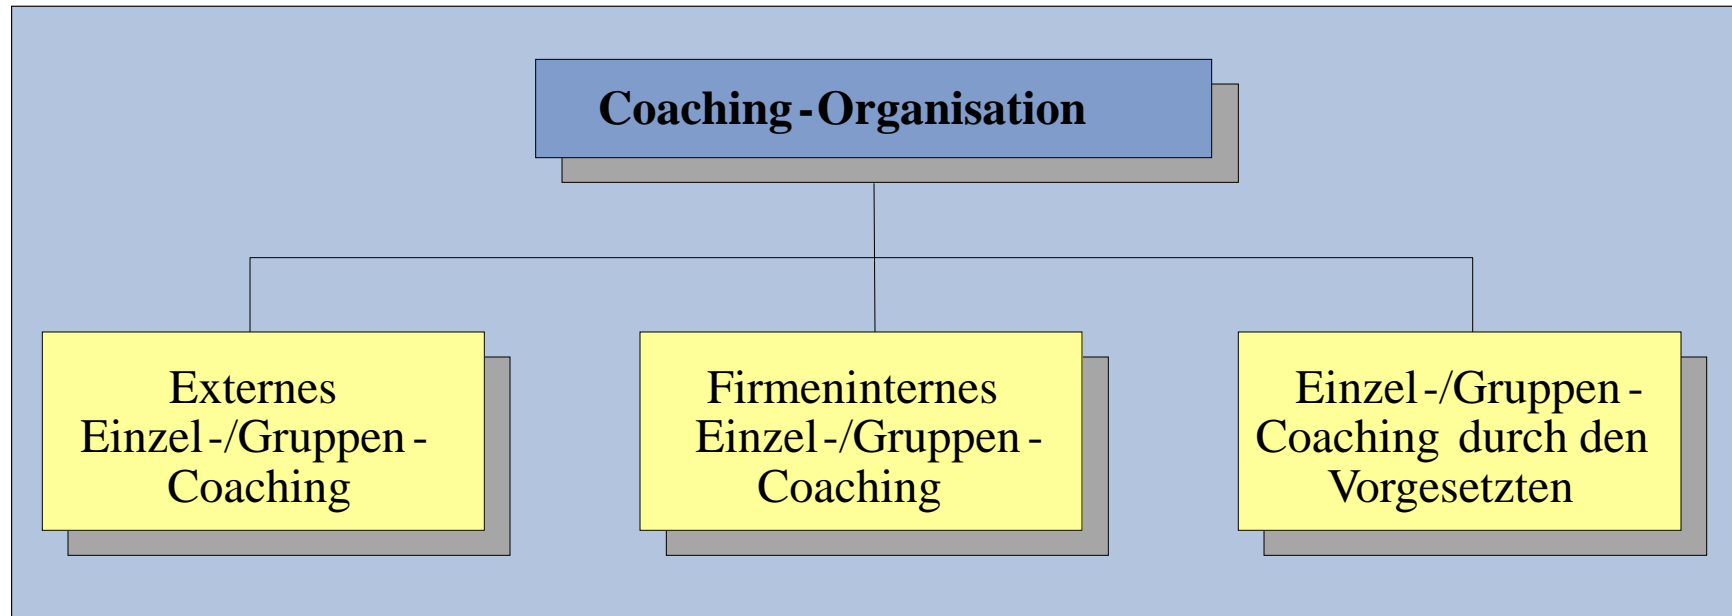 Coaching-Organisation
Externes
Einzel-/Gruppen-
Coaching
Firmeninternes
Einzel-/Gruppen-
Coaching
Einzel-/Gruppen-
Coaching durch den
Vorgesetzten